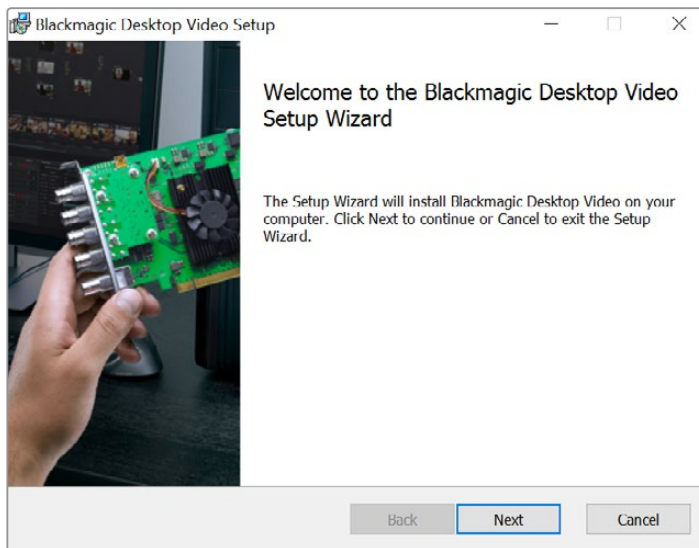 Blackmagic Desktop Video Setup
Welcome to the Blackmagic Desktop Video
Setup Wizard
The Setup Wizard will install Blackmagic Desktop Video on your
computer. Click Next to continue or Cancel to exit the Setup
Wizard.
Back
Next
Cancel